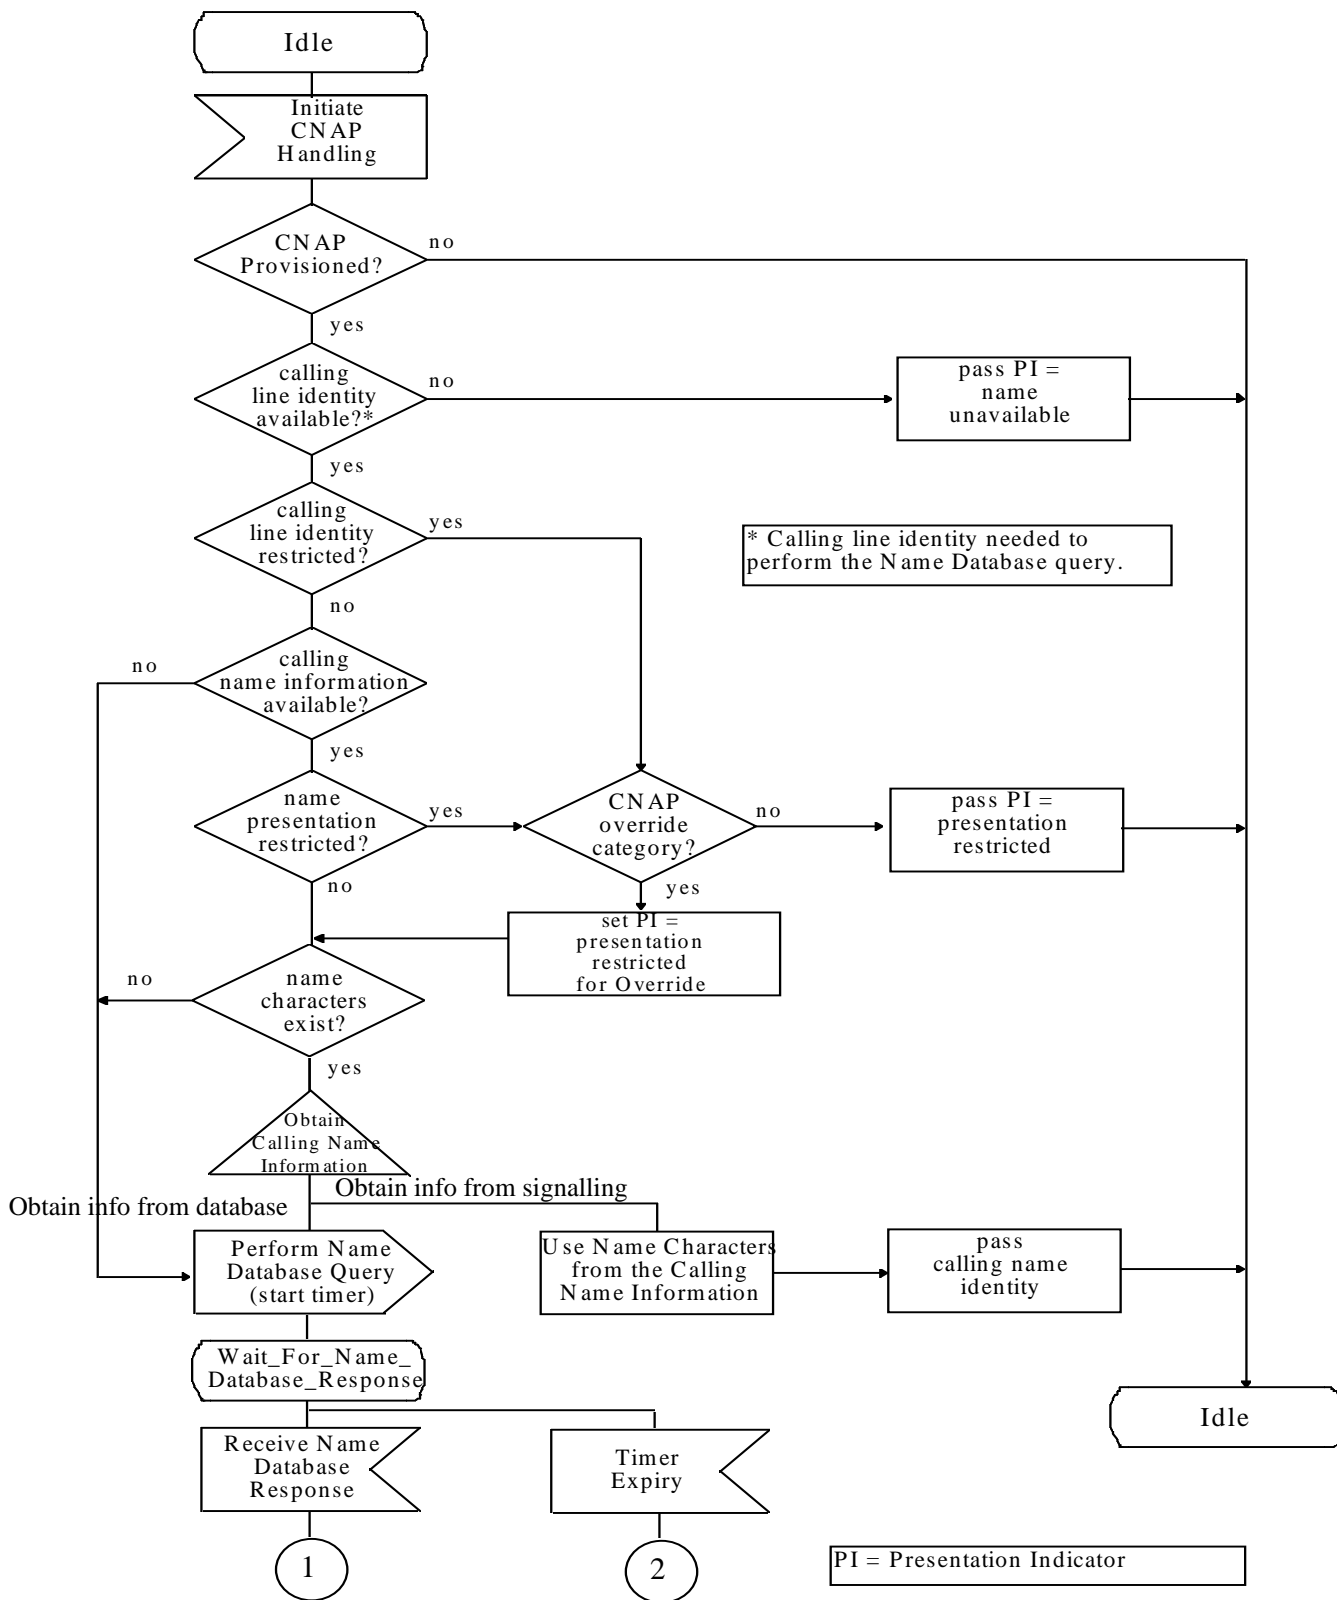 Idle
Initiate
CNAP
Handling
CNAP
Provisioned?
no
yes
calling
line identity
available?*
no
pass PI =
name
unavailable
yes
calling
line identity
restricted?
yes
* Calling line identity needed to
perform the Name Database query.
no
no
calling
name information
available?
yes
name
presentation
restricted?
yes
CNAP
override
category?
no
pass PI =
presentation
restricted
no
yes
set PI =
presentation
restricted
for Override
no
name
characters
exist?
yes
Obtain
Calling Name
Information
Obtain info from database
Obtain info from signalling
Perform Name
Database Query
(start timer)
Use Name Characters
from the Calling
Name Information
pass
calling name
identity
Wait_For_Name_
Database_Response
Idle
Receive Name
Database
Response
Timer
Expiry
1
2
PI = Presentation Indicator